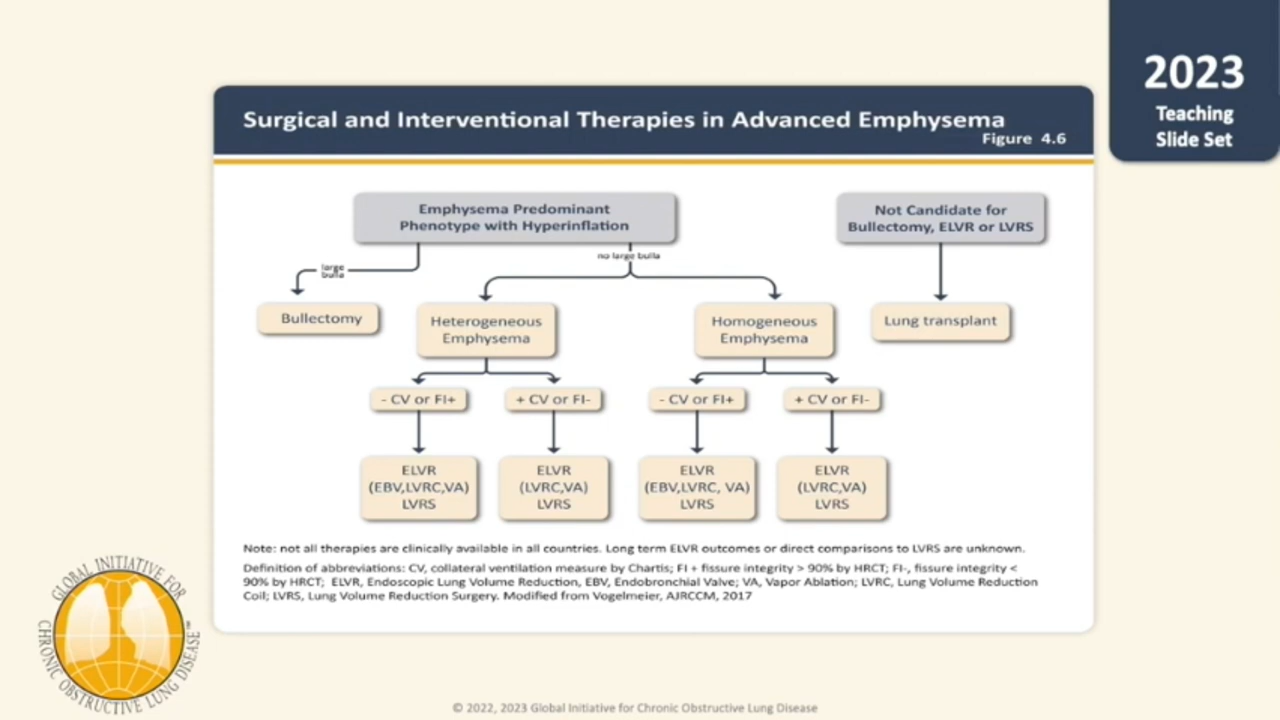 2023
Teaching
Slide Set
Surgical and Interventional Therapies in Advanced Emphysema
Figure 4.6
Emphysema Predominant
Phenotype with Hyperinflation
Not Candidate for
Bullectomy, ELVR or LVRS
large
bulla
no large bulla
Bullectomy
Heterogeneous
Emphysema
Homogeneous
Emphysema
Lung transplant
- CV or FI+
+ CV or FI-
- CV or FI+
+ CV or FI-
ELVR
(EBV,LVRC,VA)
LVRS
ELVR
(LVRC,VA)
LVRS
ELVR
(EBV,LVRC, VA)
LVRS
ELVR
(LVRC,VA)
LVRS
Note: not all therapies are clinically available in all countries. Long term ELVR outcomes or direct comparisons to LVRS are unknown.
Definition of abbreviations: CV, collateral ventilation measure by Chartis; FI + fissure integrity > 90% by HRCT; FI-, fissure integrity <
90% by HRCT; ELVR, Endoscopic Lung Volume Reduction, EBV, Endobronchial Valve; VA, Vapor Ablation; LVRC, Lung Volume Reduction
Coil; LVRS, Lung Volume Reduction Surgery. Modified from Vogelmeier, AJRCCM, 2017
GLOBAL INITIATIVE FOR
CHRONIC OBSTRUCTIVE LUNG DISEASE™
© 2022, 2023 Global Initiative for Chronic Obstructive Lung Disease